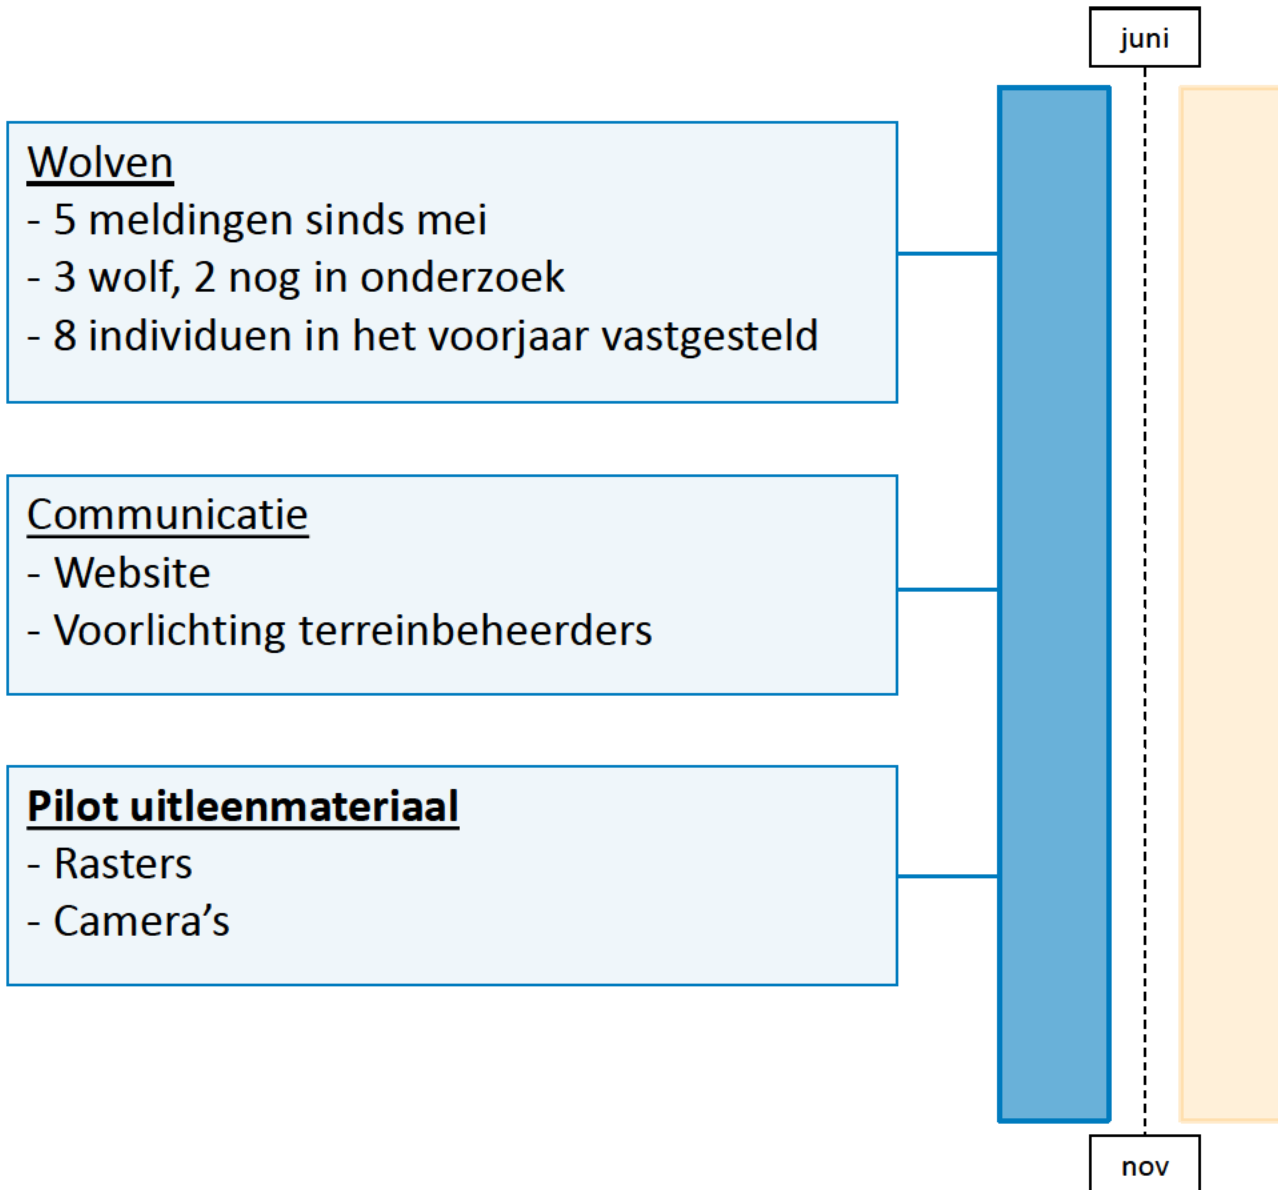 juni
Wolven
- 5 meldingen sinds mei
- 3 wolf, 2 nog in onderzoek
- 8 individuen in het voorjaar vastgesteld
Communicatie
- Website
- Voorlichting terreinbeheerders
Pilot uitleenmateriaal
- Rasters
- Camera’s
nov